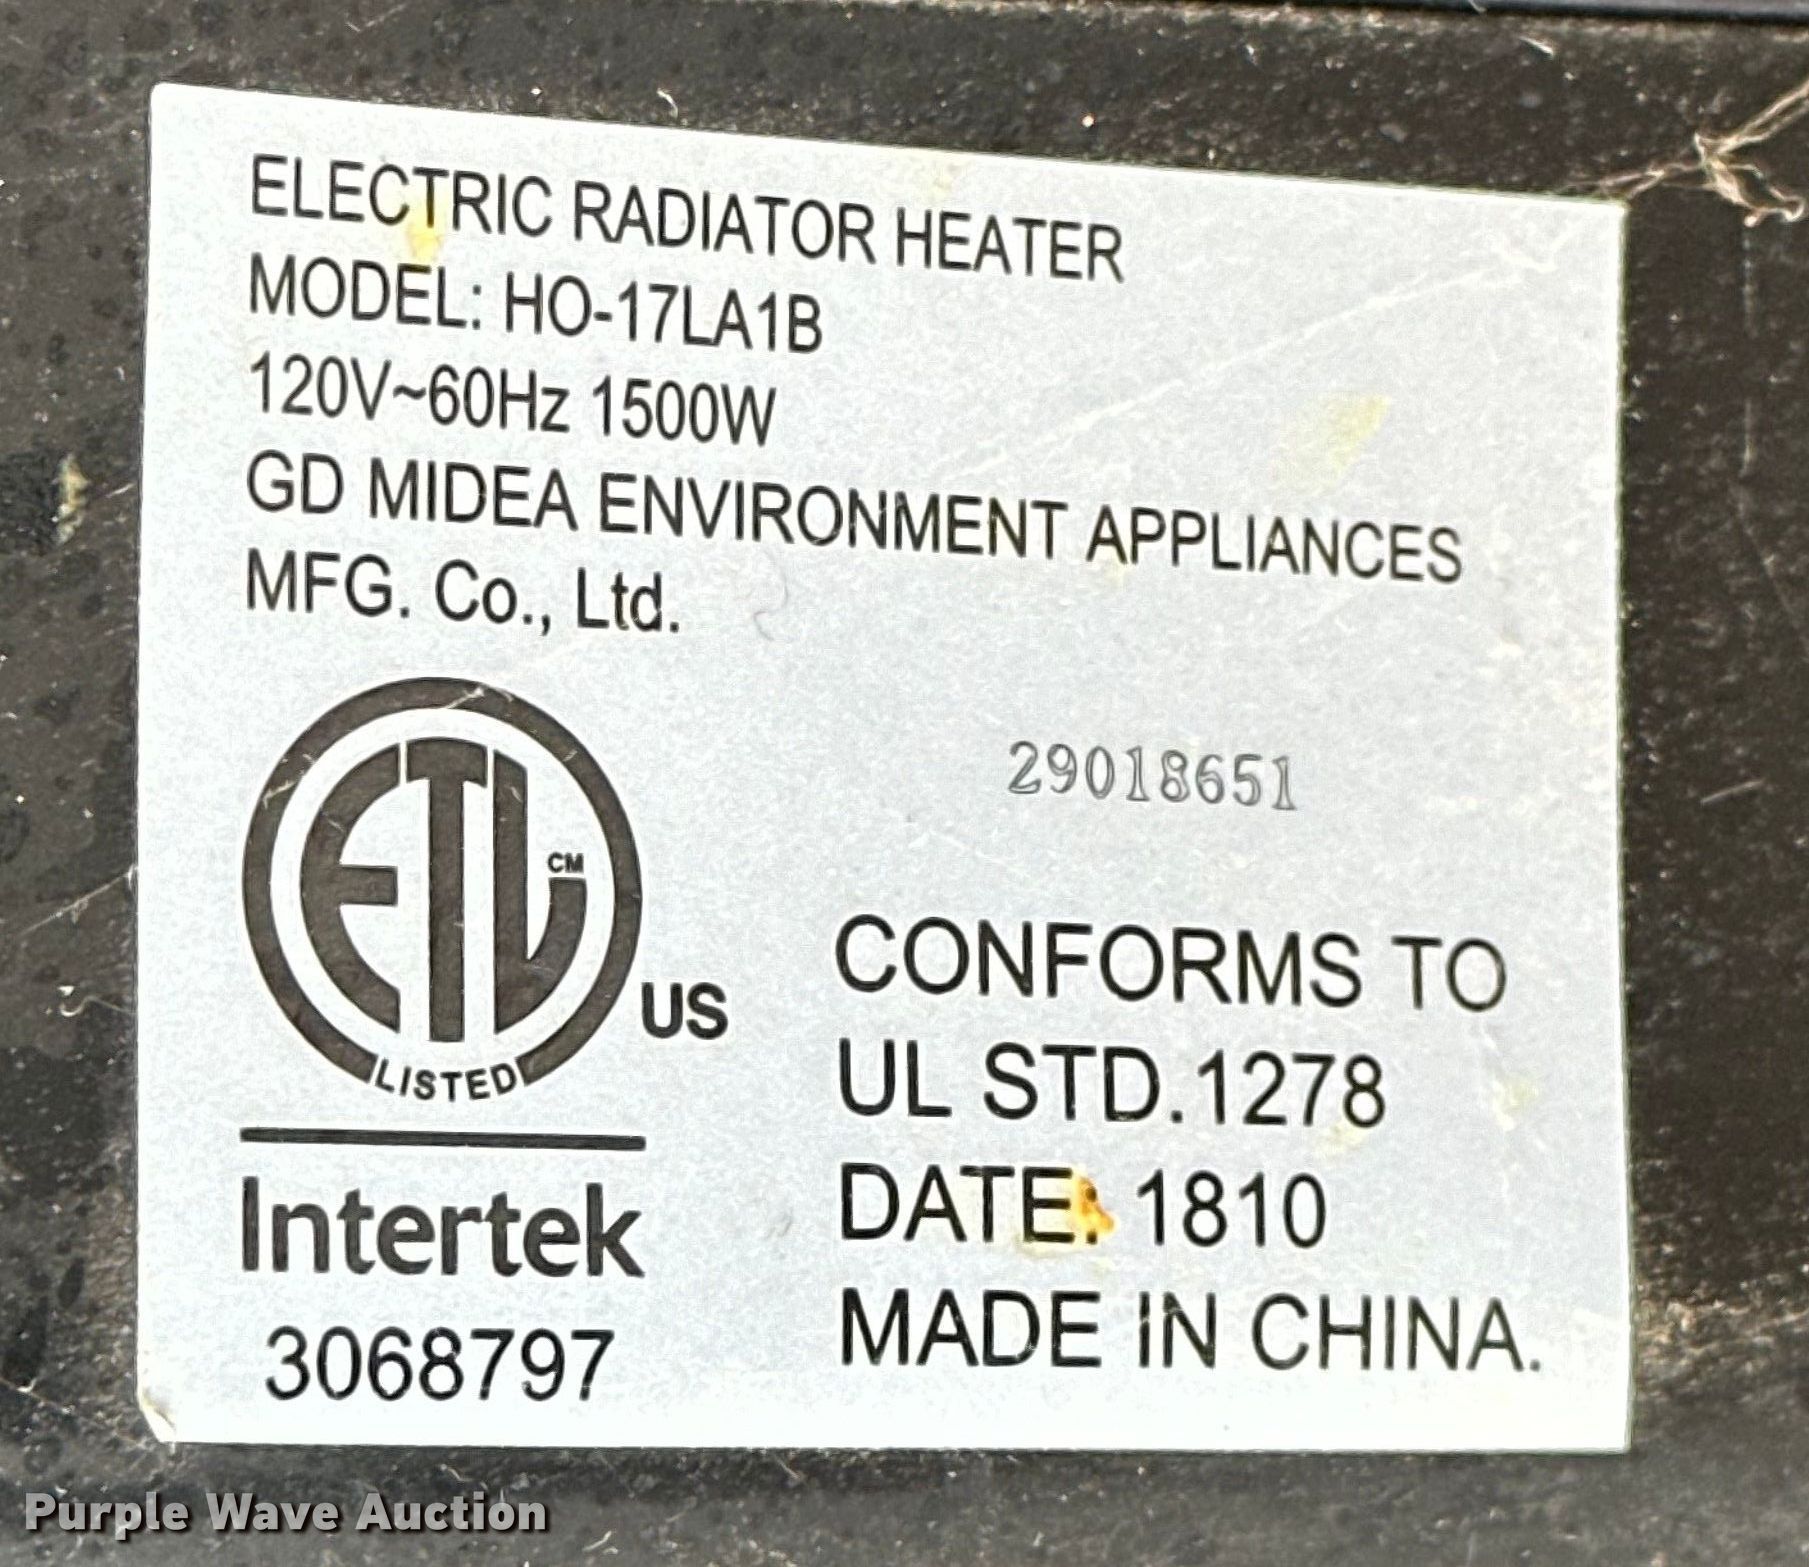 ELECTRIC RADIATOR HEATER
MODEL: HO-17LA1B
120V~60Hz 1500W
GD MIDEA ENVIRONMENT APPLIANCES
MFG. Co., Ltd.
29018651
ETL CM
LISTED
US
Intertek
3068797
CONFORMS TO
UL STD.1278
DATE: 1810
MADE IN CHINA.
Purple Wave Auction